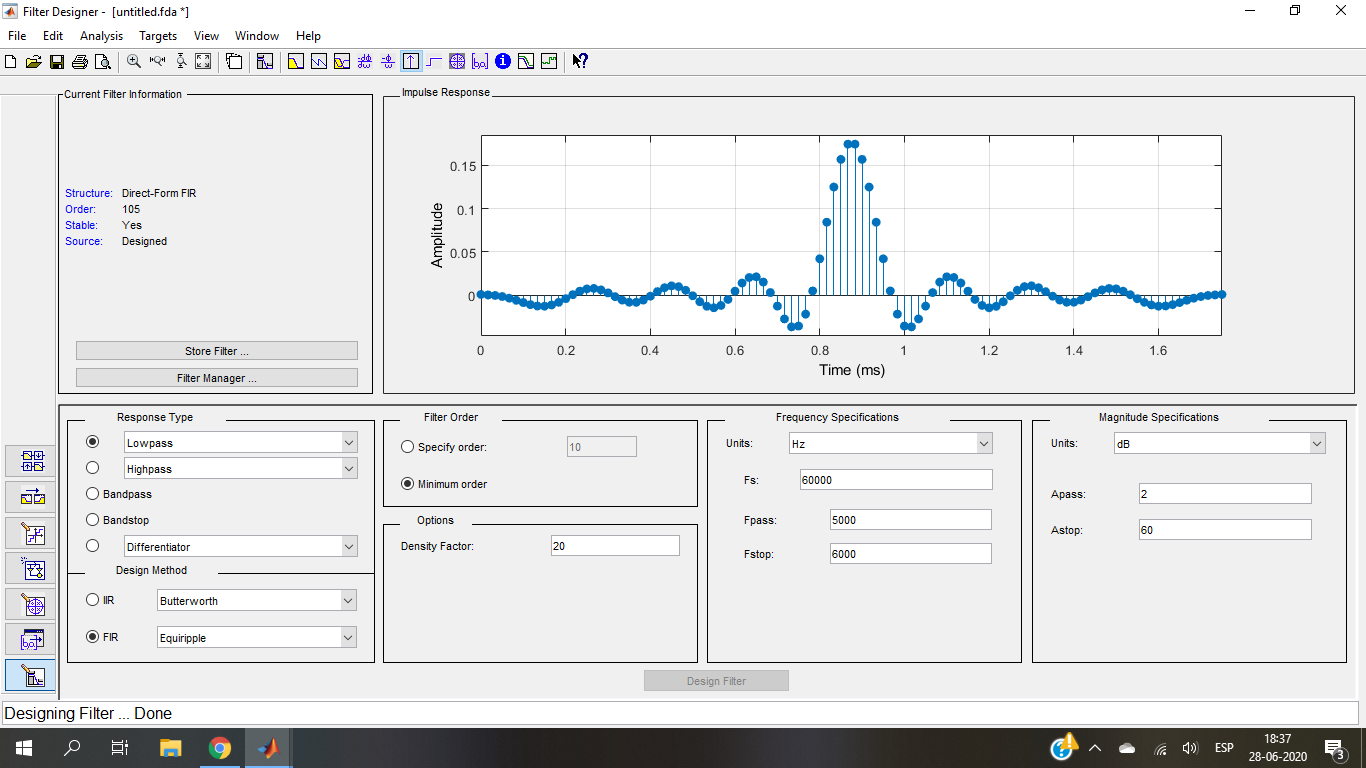 Filter Designer - [untitled.fda *]
File Edit Analysis Targets View Window Help
Current Filter Information
Structure: Direct-Form FIR
Order: 105
Stable: Yes
Source: Designed
Store Filter ...
Filter Manager ...
Impulse Response
Amplitude
0.15
0.1
0.05
0
0 0.2 0.4 0.6 0.8 1 1.2 1.4 1.6
Time (ms)
Response Type
Lowpass
Highpass
Bandpass
Bandstop
Differentiator
Design Method
IIR Butterworth
FIR Equiripple
Filter Order
Specify order: 10
Minimum order
Options
Density Factor: 20
Frequency Specifications
Units: Hz
Fs: 60000
Fpass: 5000
Fstop: 6000
Magnitude Specifications
Units: dB
Apass: 2
Astop: 60
Design Filter
Designing Filter ... Done
ESP
18:37
28-06-2020
3